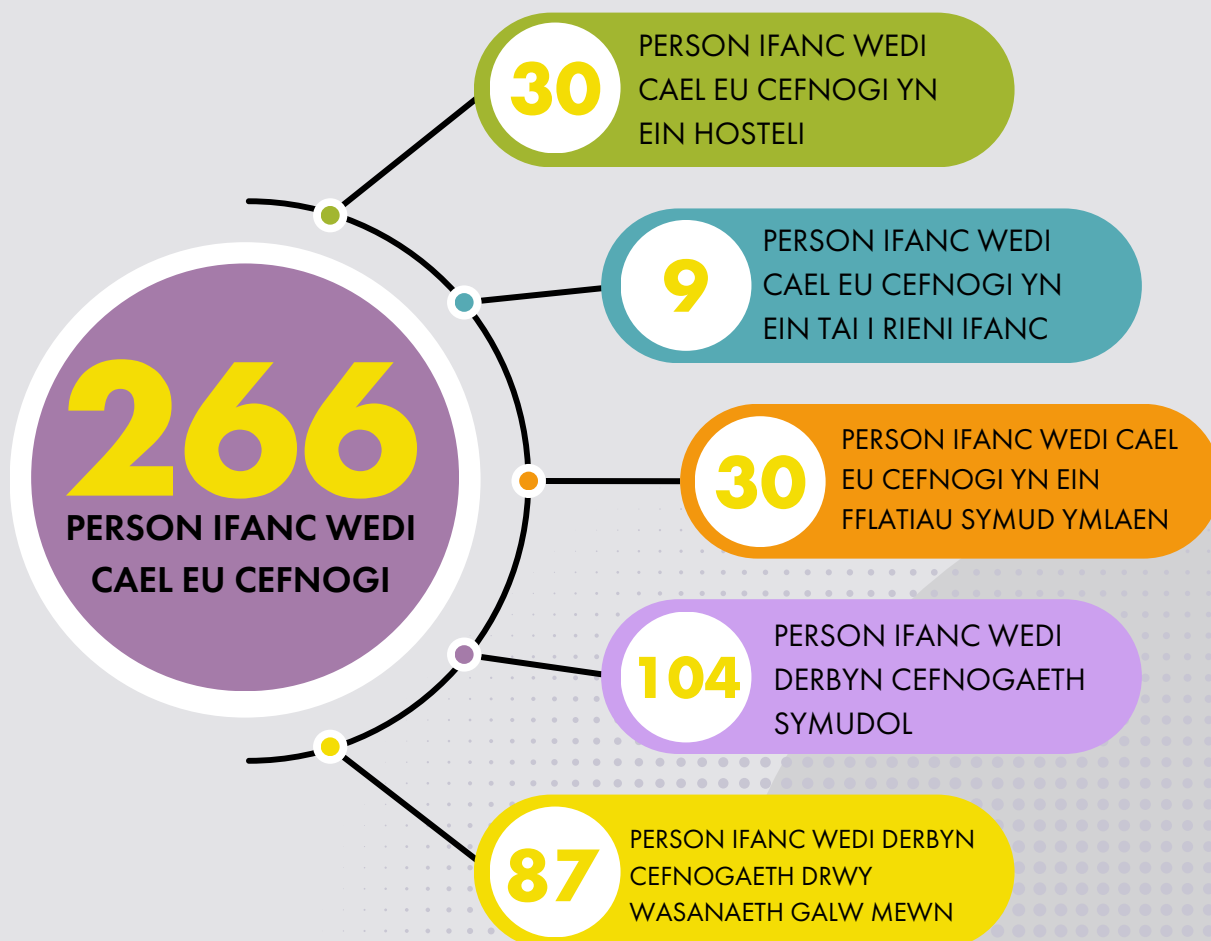 30
PERSON IFANC WEDI
CAEL EU CEFNOGI YN
EIN HOSTELI
9
PERSON IFANC WEDI
CAEL EU CEFNOGI YN
EIN TAI I RIENI IFANC
266
PERSON IFANC WEDI
CAEL EU CEFNOGI
30
PERSON IFANC WEDI CAEL
EU CEFNOGI YN EIN
FFLATIAU SYMUD YMLAEN
104
PERSON IFANC WEDI
DERBYN CEFNOGAETH
SYMUDOL
87
PERSON IFANC WEDI DERBYN
CEFNOGAETH DRWY
WASANAETH GALW MEWN